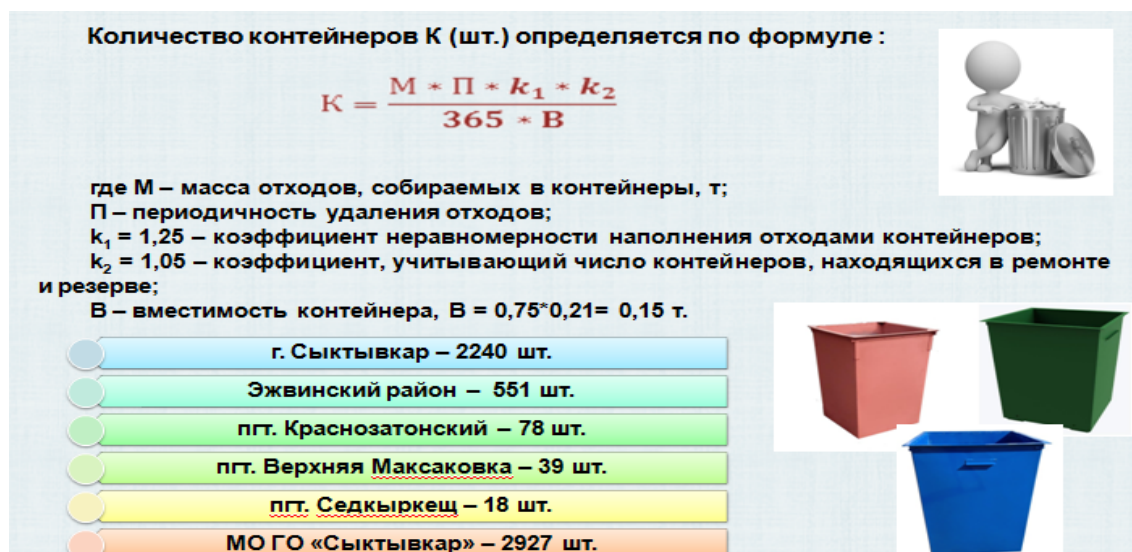 Количество контейнеров К (шт.) определяется по формуле :
К = М * П * k₁ * k₂ / 365 * В
где М – масса отходов, собираемых в контейнеры, т;
П – периодичность удаления отходов;
k₁ = 1,25 – коэффициент неравномерности наполнения отходами контейнеров;
k₂ = 1,05 – коэффициент, учитывающий число контейнеров, находящихся в ремонте
и резерве;
В – вместимость контейнера, В = 0,75*0,21= 0,15 т.
г. Сыктывкар – 2240 шт.
Эжвинский район – 551 шт.
пгт. Краснозатонский – 78 шт.
пгт. Верхняя Максаковка – 39 шт.
пгт. Седкыркещ – 18 шт.
МО ГО «Сыктывкар» – 2927 шт.